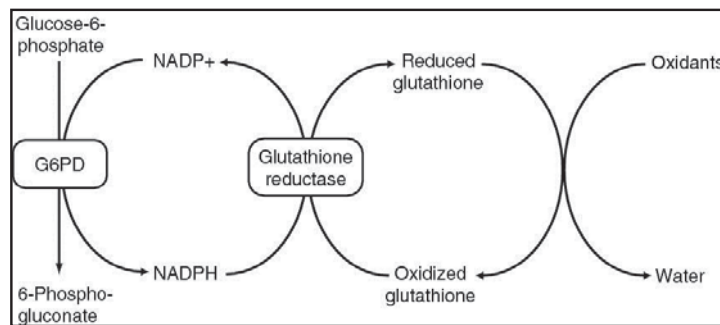 Glucose-6-
phosphate
NADP+
Reduced
glutathione
Oxidants
G6PD
Glutathione
reductase
6-Phospho-
gluconate
NADPH
Oxidized
glutathione
Water